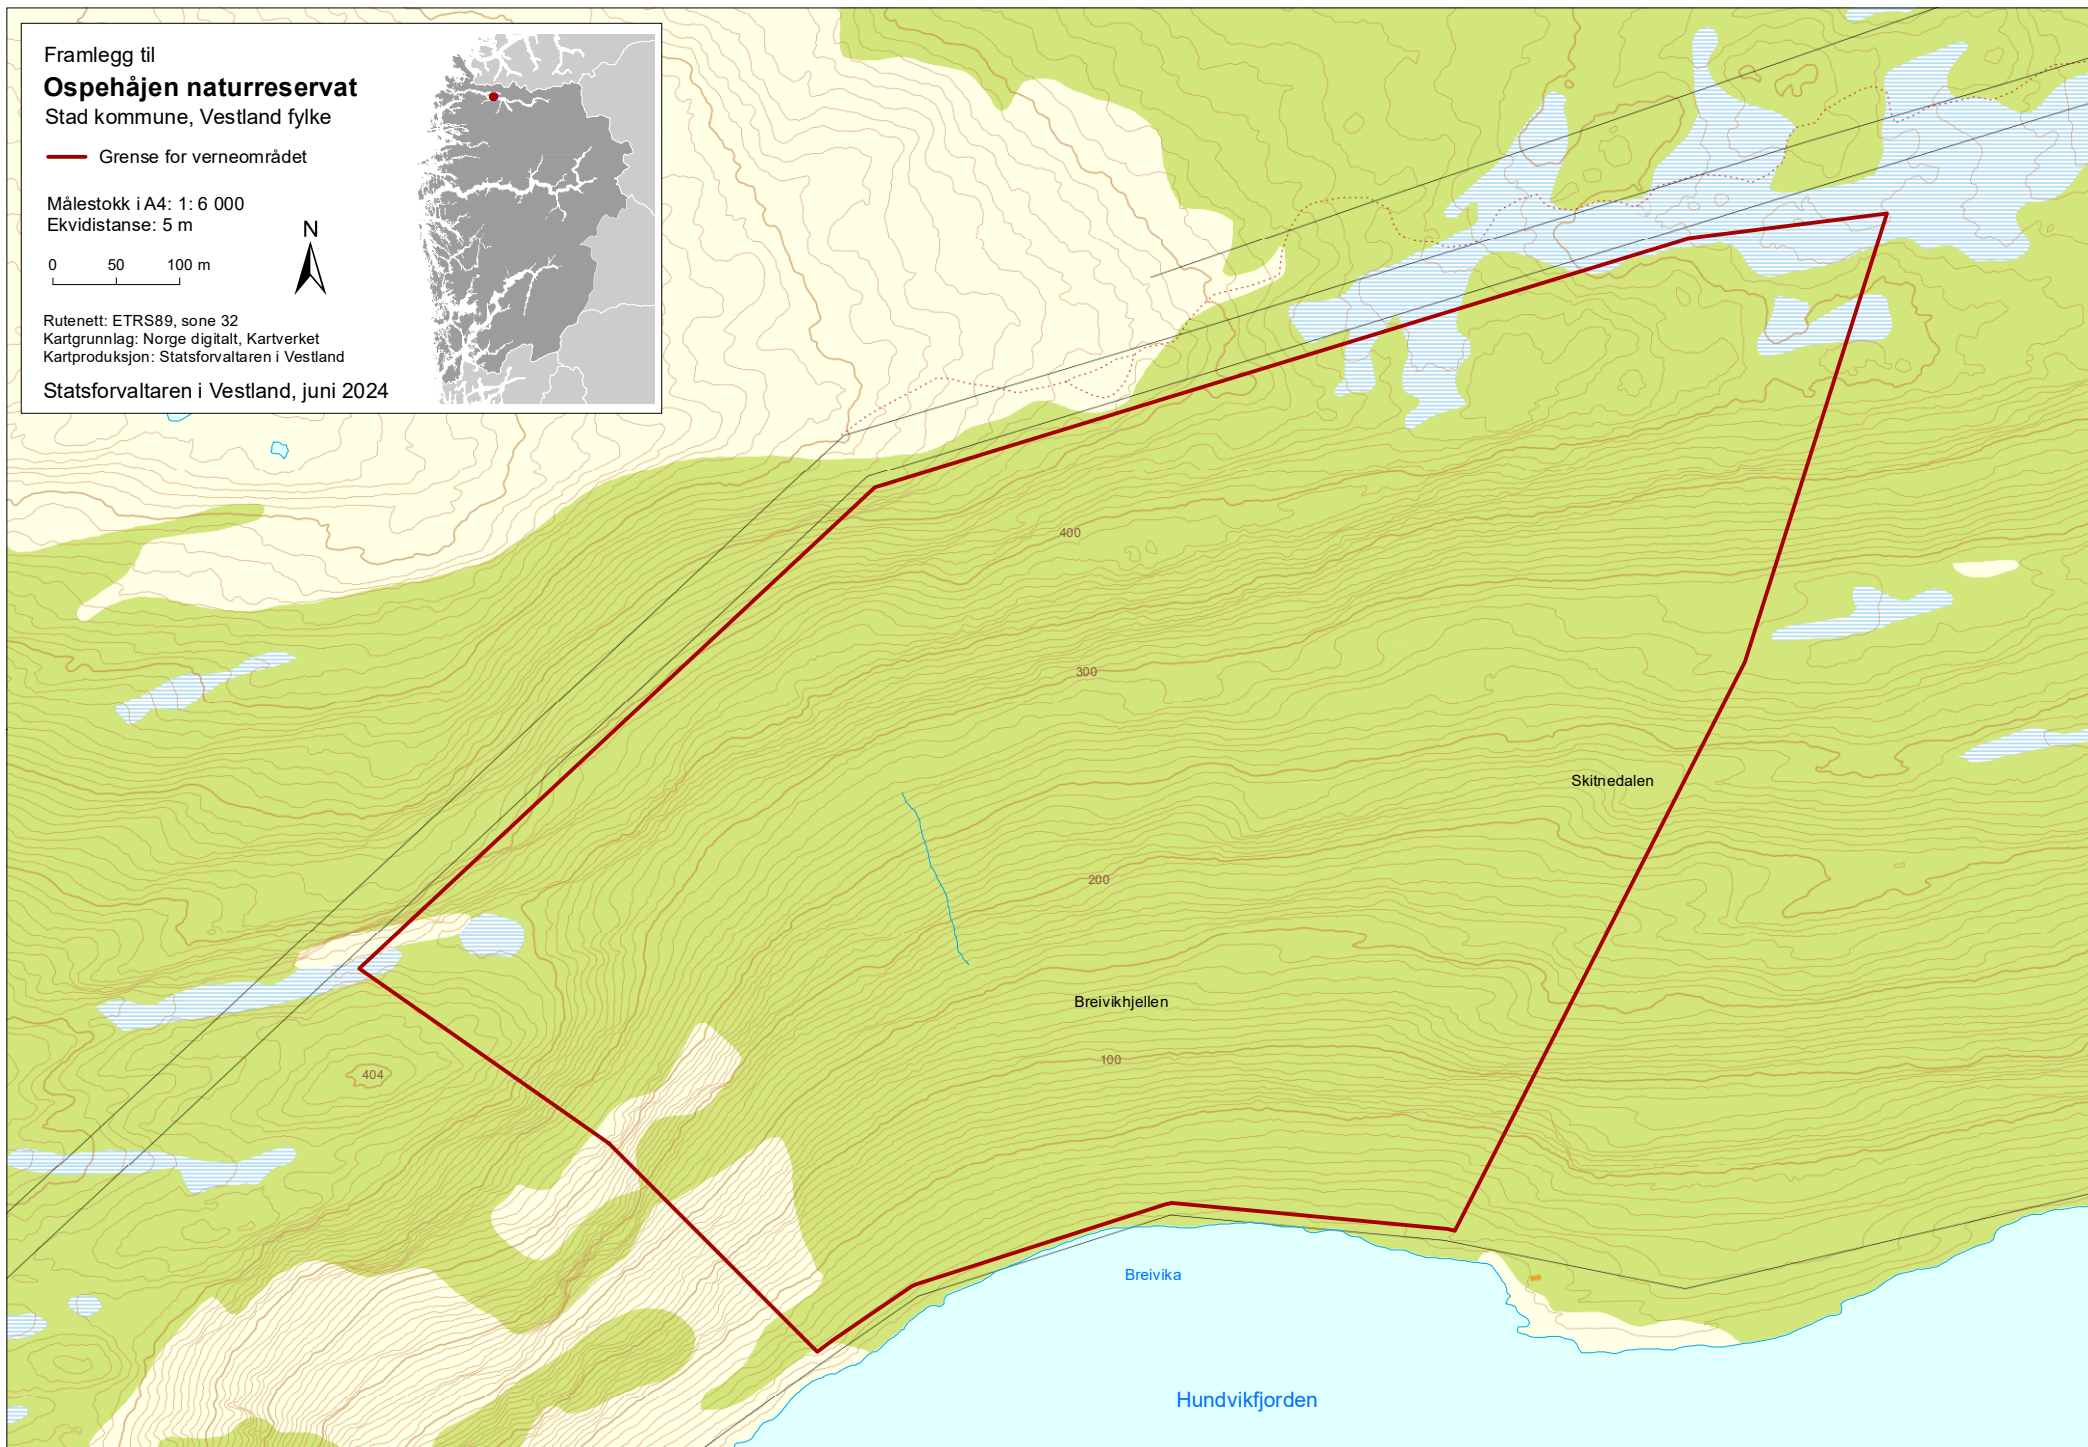 Framlegg til
Ospehåjen naturreservat
Stad kommune, Vestland fylke
Grense for verneområdet
Målestokk i A4: 1: 6 000
Ekvidistanse: 5 m
N
0 50 100 m
Rutenett: ETRS89, sone 32
Kartgrunnlag: Norge digitalt, Kartverket
Kartproduksjon: Statsforvaltaren i Vestland
Statsforvaltaren i Vestland, juni 2024
400
300
Skitnedalen
200
Breivikhjellen
100
404
Breivika
Hundvikfjorden